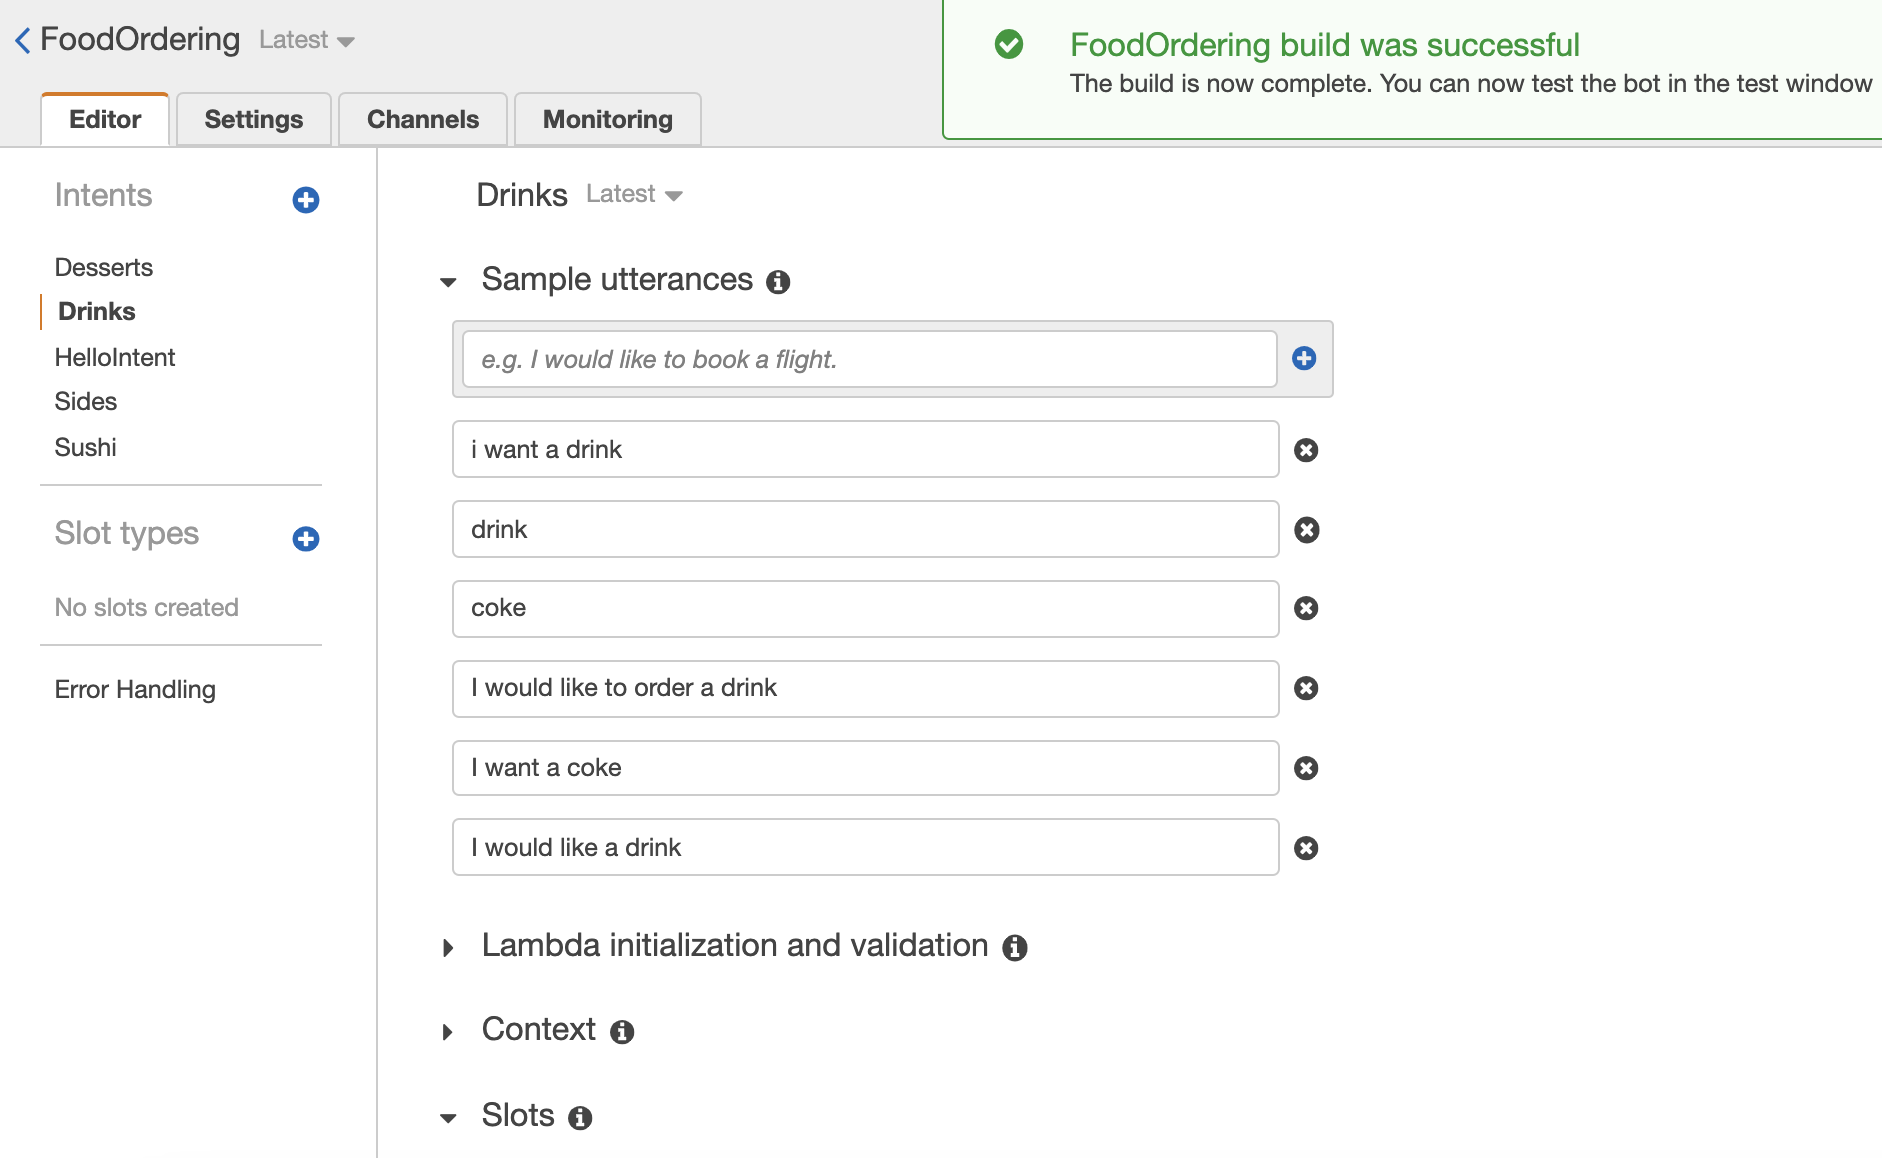 FoodOrdering Latest
FoodOrdering build was successful
The build is now complete. You can now test the bot in the test window
Editor Settings Channels Monitoring
Intents
Desserts
Drinks
HelloIntent
Sides
Sushi
Slot types
No slots created
Error Handling
Drinks Latest
Sample utterances
e.g. I would like to book a flight.
i want a drink
drink
coke
I would like to order a drink
I want a coke
I would like a drink
Lambda initialization and validation
Context
Slots